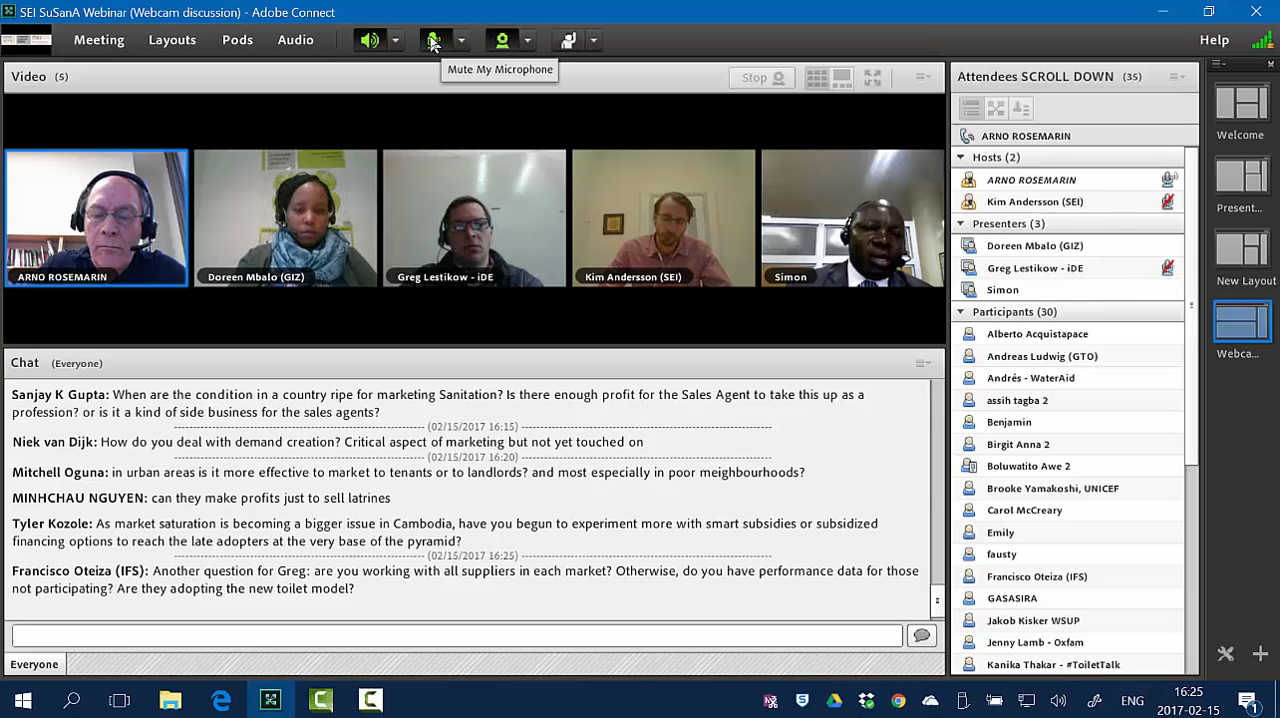 SEI SuSanA Webinar (Webcam discussion) - Adobe Connect
Meeting Layouts Pods Audio Help
Mute My Microphone
Video (5) Stop
ARNO ROSEMARIN
Doreen Mbalo (GIZ)
Greg Lestikow - iDE
Kim Andersson (SEI)
Simon
Chat (Everyone)
Sanjay K Gupta: When are the condition in a country ripe for marketing Sanitation? Is there enough profit for the Sales Agent to take this up as a
profession? or is it a kind of side business for the sales agents?
(02/15/2017 16:15)
Niek van Dijk: How do you deal with demand creation? Critical aspect of marketing but not yet touched on
(02/15/2017 16:20)
Mitchell Oguna: in urban areas is it more effective to market to tenants or to landlords? and most especially in poor neighbourhoods?
MINHCHAU NGUYEN: can they make profits just to sell latrines
Tyler Kozole: As market saturation is becoming a bigger issue in Cambodia, have you begun to experiment more with smart subsidies or subsidized
financing options to reach the late adopters at the very base of the pyramid?
(02/15/2017 16:25)
Francisco Oteiza (IFS): Another question for Greg: are you working with all suppliers in each market? Otherwise, do you have performance data for those
not participating? Are they adopting the new toilet model?
Everyone
Attendees SCROLL DOWN (35)
ARNO ROSEMARIN
Hosts (2)
ARNO ROSEMARIN
Kim Andersson (SEI)
Presenters (3)
Doreen Mbalo (GIZ)
Greg Lestikow - iDE
Simon
Participants (30)
Alberto Acquistapace
Andreas Ludwig (GTO)
Andrés - WaterAid
assih tagba 2
Benjamin
Birgit Anna 2
Boluwatito Awe 2
Brooke Yamakoshi, UNICEF
Carol McCreary
Emily
fausty
Francisco Oteiza (IFS)
GASASIRA
Jakob Kisker WSUP
Jenny Lamb - Oxfam
Kanika Thakar - #ToiletTalk
Welcome
Present...
New Layout
Webca...
ENG
16:25
2017-02-15
1